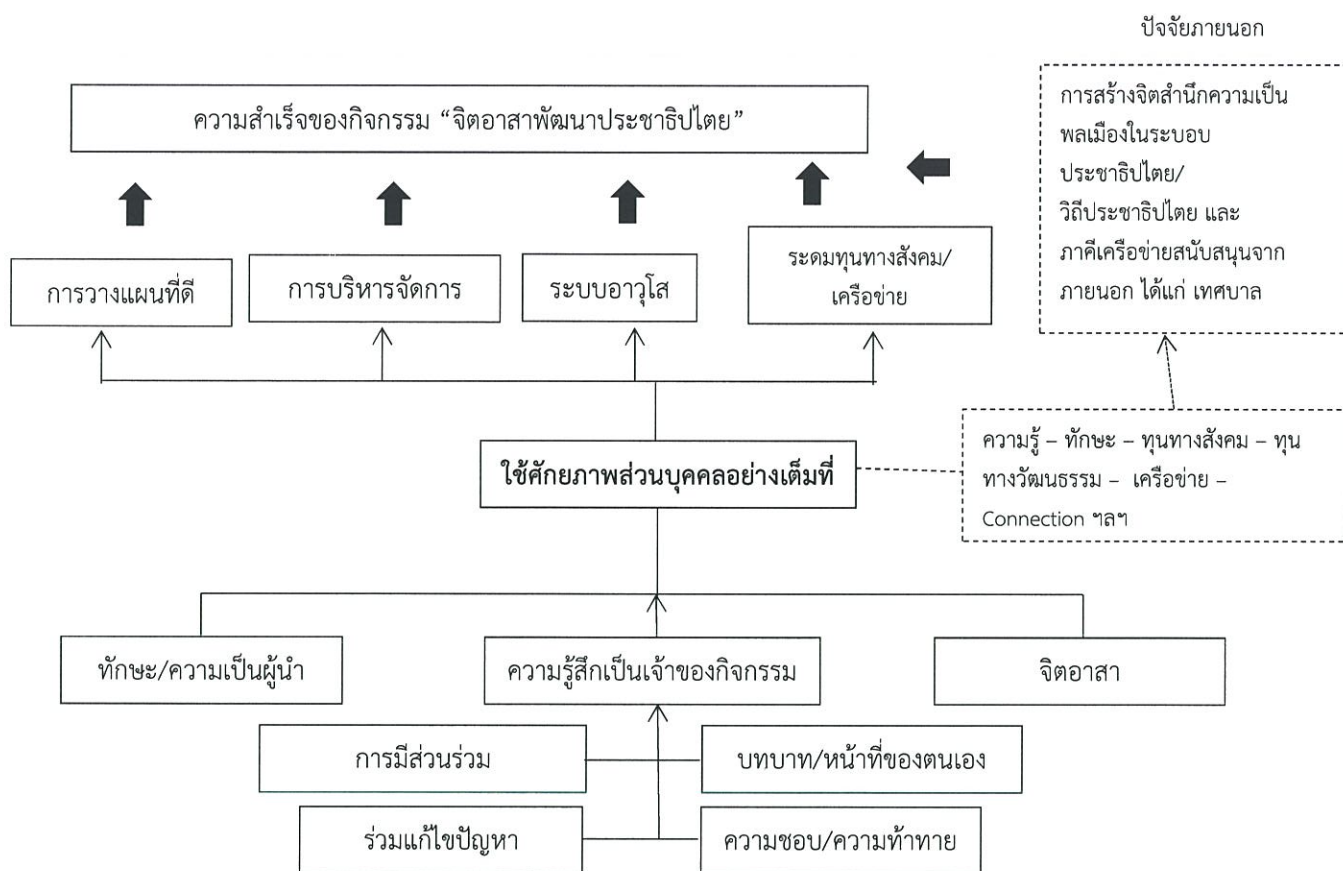 ปัจจัยภายนอก
ความสำเร็จของกิจกรรม “จิตอาสาพัฒนาประชาธิปไตย”
การสร้างจิตสำนึกความเป็น
พลเมืองในระบอบ
ประชาธิปไตย/
วิถีประชาธิปไตย และ
ภาคีเครือข่ายสนับสนุนจาก
ภายนอก ได้แก่ เทศบาล
การวางแผนที่ดี
การบริหารจัดการ
ระบบอาวุโส
ระดมทุนทางสังคม/
เครือข่าย
ใช้ศักยภาพส่วนบุคคลอย่างเต็มที่
ความรู้ – ทักษะ – ทุนทางสังคม – ทุน
ทางวัฒนธรรม – เครือข่าย –
Connection ฯลฯ
ทักษะ/ความเป็นผู้นำ
ความรู้สึกเป็นเจ้าของกิจกรรม
จิตอาสา
การมีส่วนร่วม
บทบาท/หน้าที่ของตนเอง
ร่วมแก้ไขปัญหา
ความชอบ/ความท้าทาย